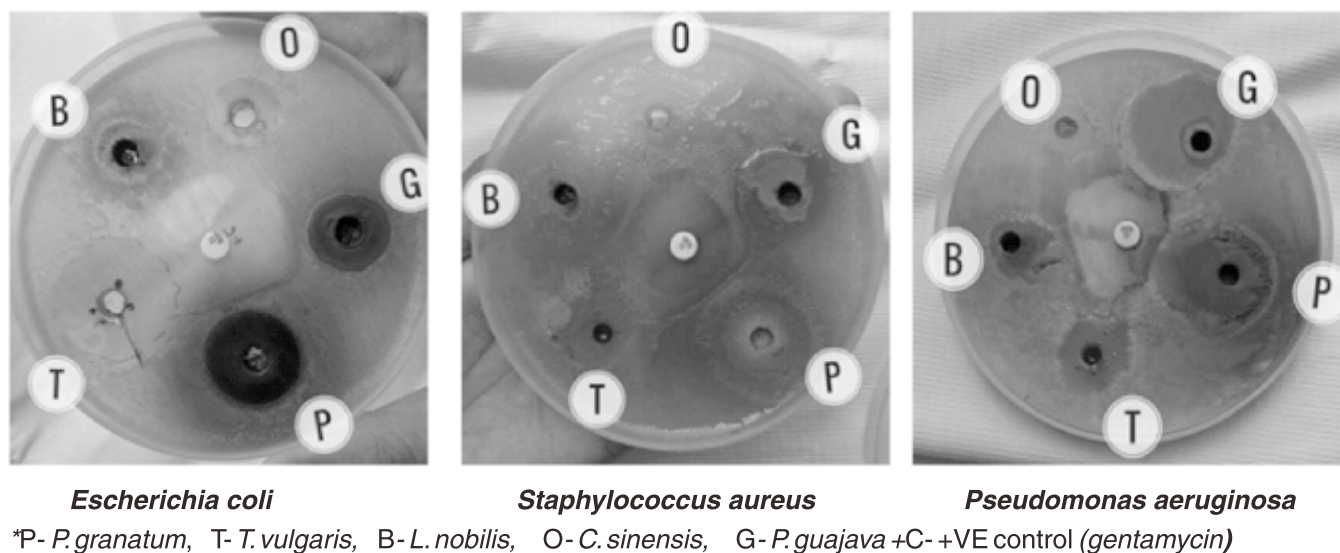 O
B
G
T
P
O
G
B
P
T
O
G
B
P
T
Escherichia coli Staphylococcus aureus Pseudomonas aeruginosa
*P- P. granatum, T- T. vulgaris, B- L. nobilis, O- C. sinensis, G- P. guajava +C- +VE control (gentamycin)